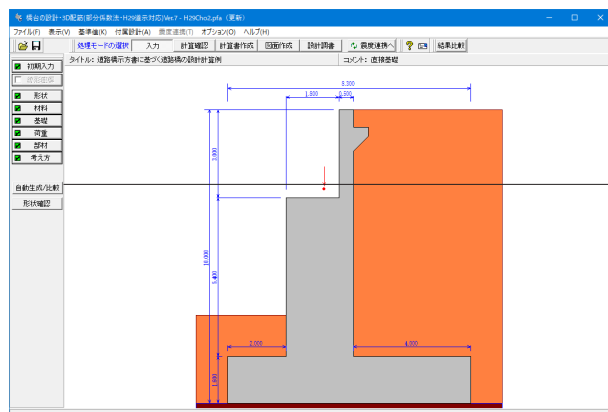 橋台の設計・3D配筋(部分係数法・H29道示対応)Ver.7 - H29Cho2.pfa（更新）
ファイル(F) 表示(V) 基準値(K) 付属設計(A) 震度連携(T) オプション(O) ヘルプ(H)
処理モードの選択 入力 計算確認 計算書作成 図面作成 設計調書 震度連携へ 結果比較
タイトル: 道路橋示方書に基づく道路橋の設計計算例 コメント: 直接基礎
初期入力
形状
材料
基礎
荷重
部材
考え方
自動生成/比較
形状確認
8.300
1.800 0.500
3.000
10.000
5.400
2.000 4.000
1.600